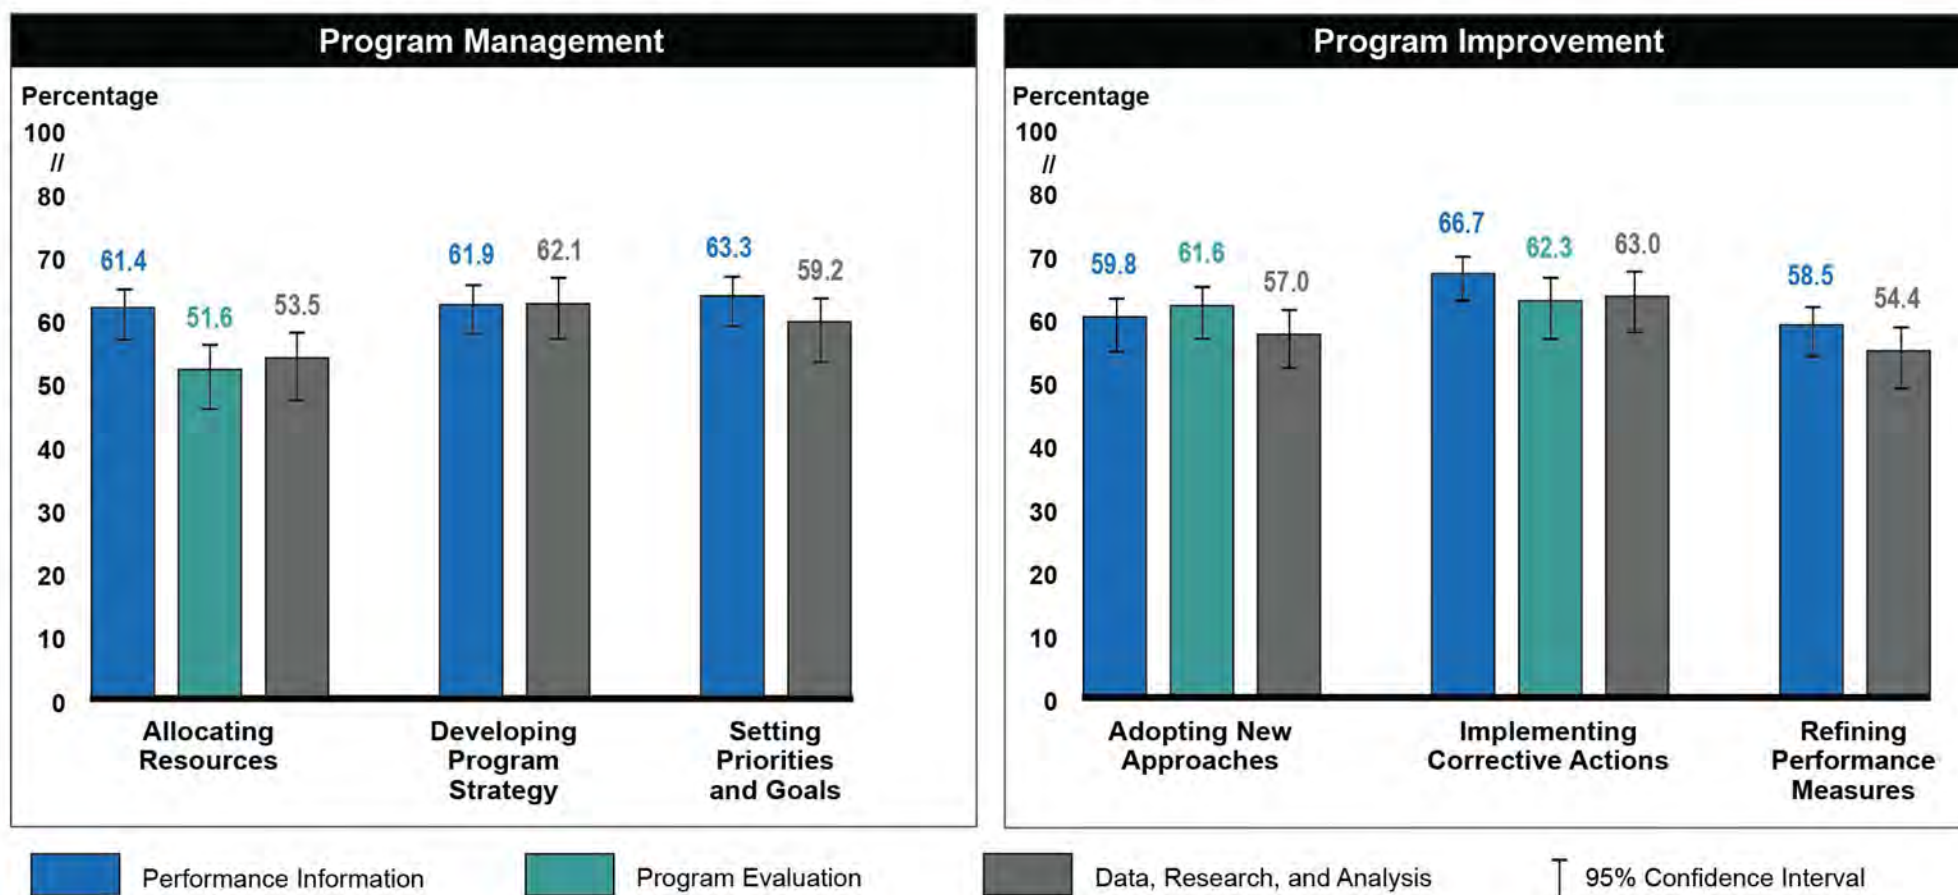 Program Management
Percentage
100
//
80
70
60
50
40
30
20
10
0
61.4
51.6
53.5
61.9
62.1
63.3
59.2
Allocating
Resources
Developing
Program
Strategy
Setting
Priorities
and Goals
Program Improvement
Percentage
100
//
80
70
60
50
40
30
20
10
0
59.8
61.6
57.0
66.7
62.3
63.0
58.5
54.4
Adopting New
Approaches
Implementing
Corrective Actions
Refining
Performance
Measures
Performance Information
Program Evaluation
Data, Research, and Analysis
95% Confidence Interval